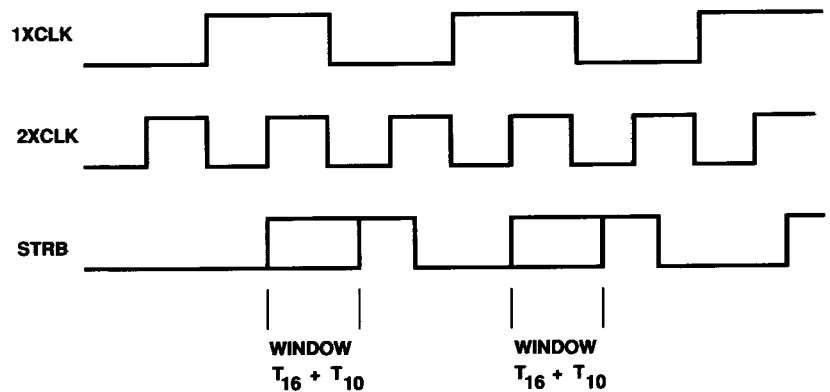 1XCLK
2XCLK
STRB
WINDOW
T16 + T10
WINDOW
T16 + T10